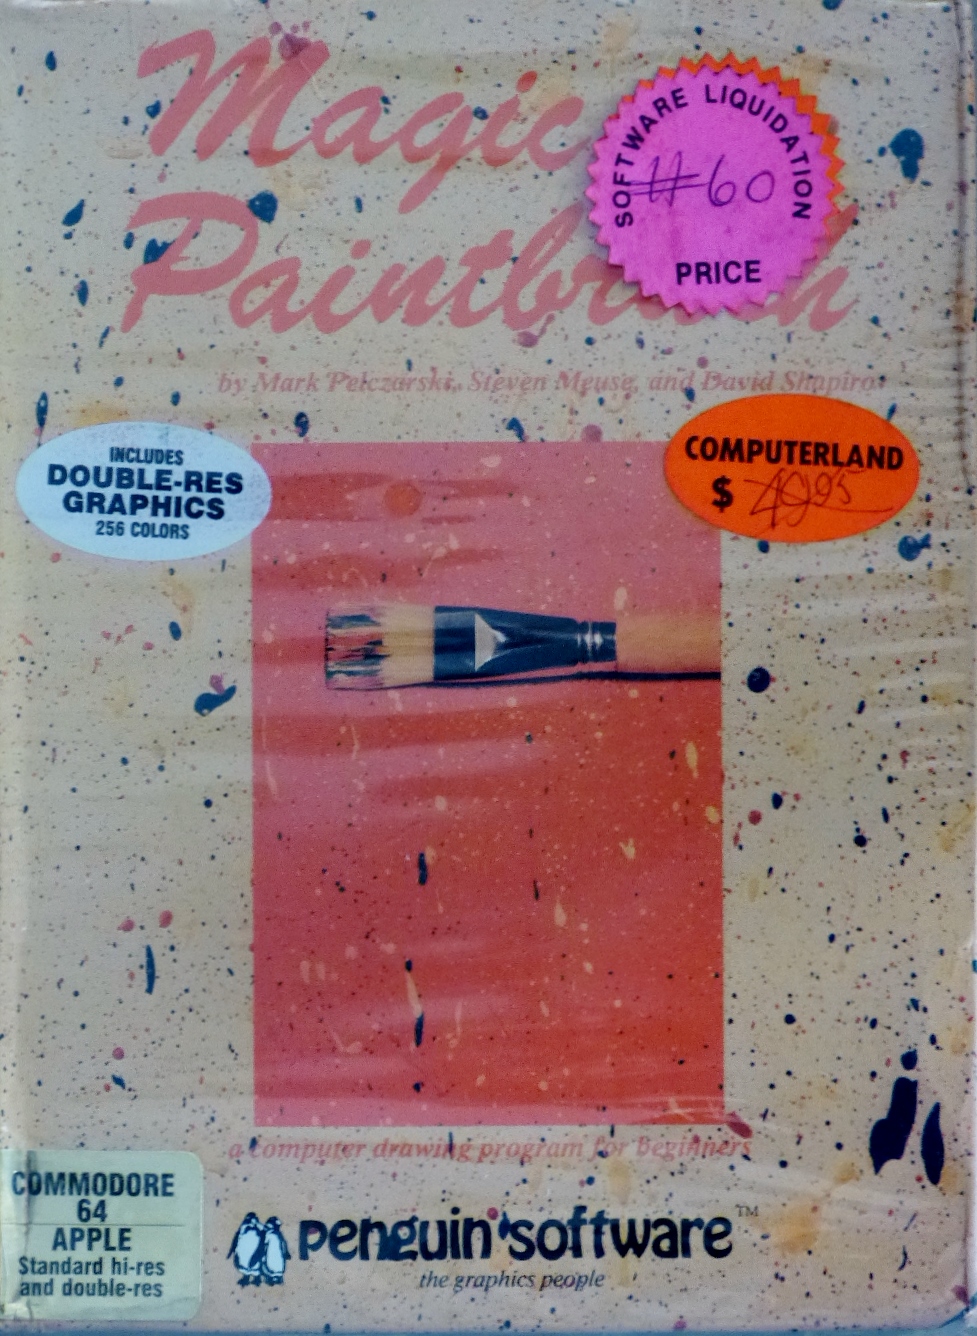 Magic
SOFTWARE LIQUIDATION
#60
PRICE
by Mark Pelczarski, Steven Meuse, and David Shapiro
INCLUDES
DOUBLE-RES
GRAPHICS
256 COLORS
COMPUTERLAND
$ 49.95
a computer drawing program for beginners
COMMODORE
64
APPLE
Standard hi-res
and double-res
penguin software™
the graphics people